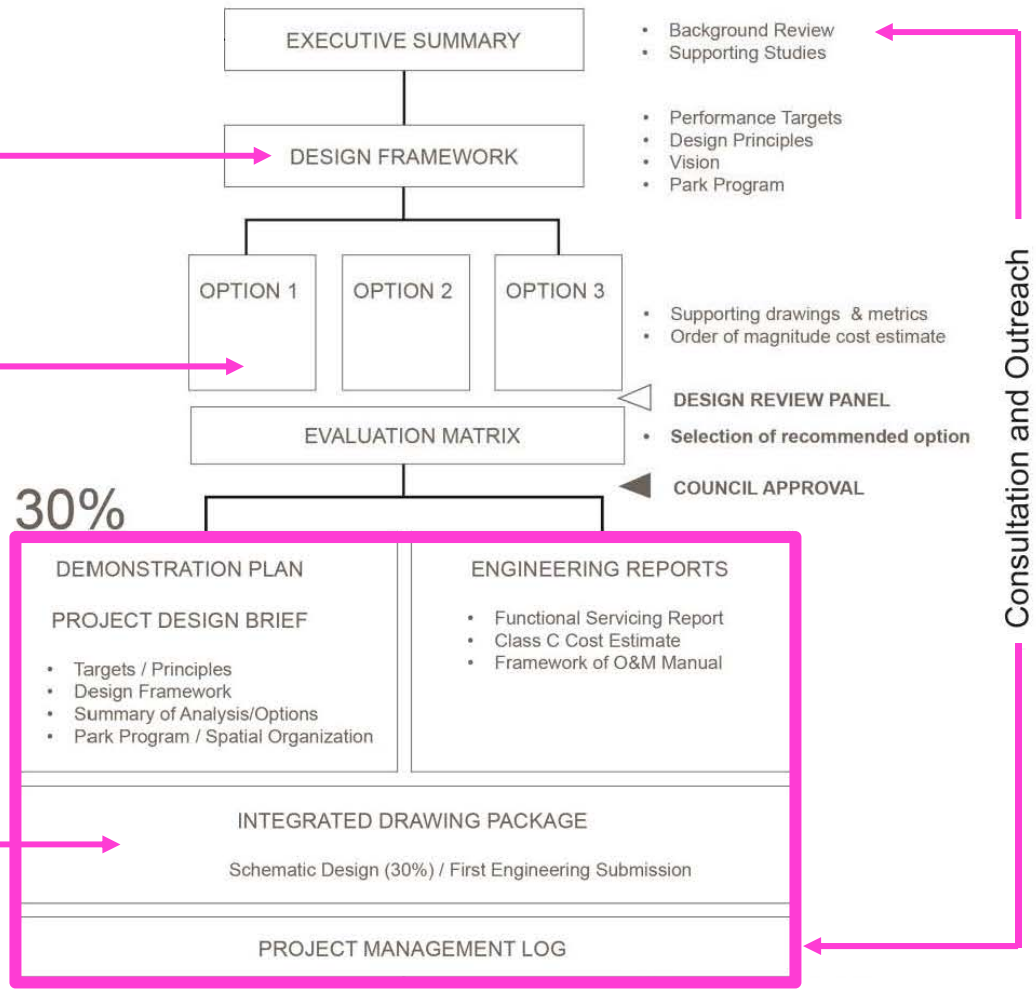 EXECUTIVE SUMMARY
• Background Review
• Supporting Studies
DESIGN FRAMEWORK
• Performance Targets
• Design Principles
• Vision
• Park Program
OPTION 1
OPTION 2
OPTION 3
• Supporting drawings & metrics
• Order of magnitude cost estimate
DESIGN REVIEW PANEL
EVALUATION MATRIX
• Selection of recommended option
COUNCIL APPROVAL
30%
DEMONSTRATION PLAN
PROJECT DESIGN BRIEF
• Targets / Principles
• Design Framework
• Summary of Analysis/Options
• Park Program / Spatial Organization
ENGINEERING REPORTS
• Functional Servicing Report
• Class C Cost Estimate
• Framework of O&M Manual
INTEGRATED DRAWING PACKAGE
Schematic Design (30%) / First Engineering Submission
PROJECT MANAGEMENT LOG
Consultation and Outreach